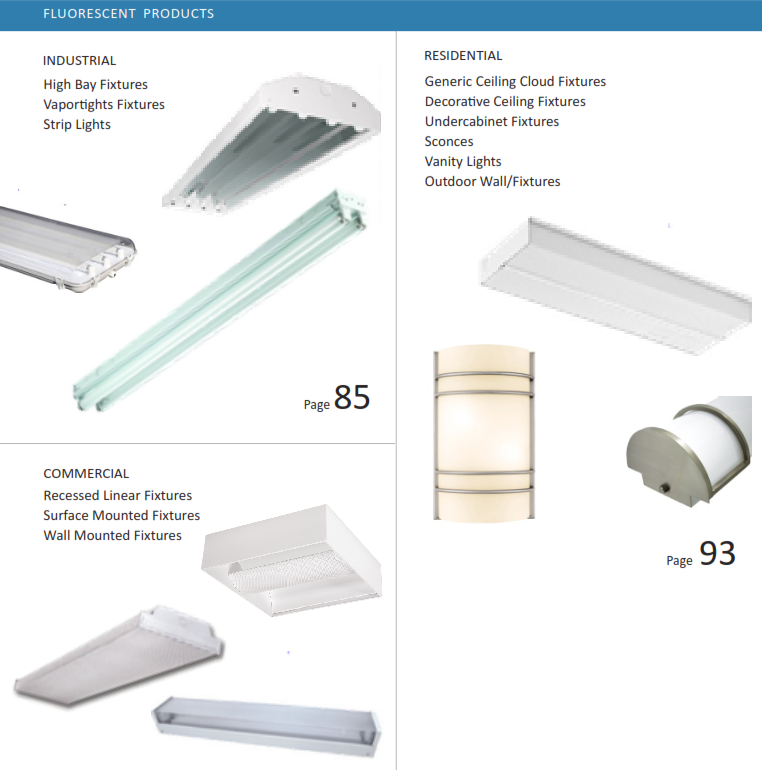 FLUORESCENT PRODUCTS
INDUSTRIAL
High Bay Fixtures
Vaportights Fixtures
Strip Lights
Page 85
COMMERCIAL
Recessed Linear Fixtures
Surface Mounted Fixtures
Wall Mounted Fixtures
RESIDENTIAL
Generic Ceiling Cloud Fixtures
Decorative Ceiling Fixtures
Undercabinet Fixtures
Sconces
Vanity Lights
Outdoor Wall/Fixtures
Page 93